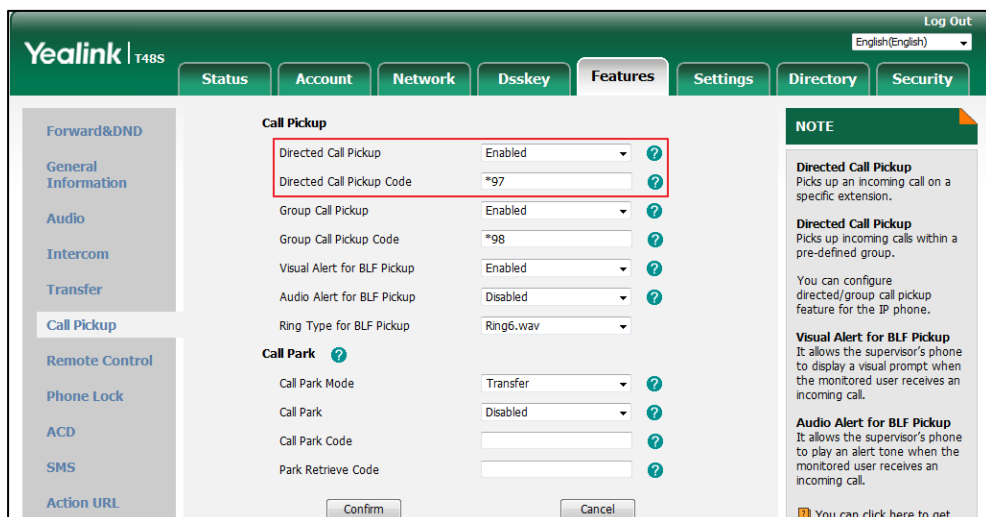 Log Out
English(English)
Yealink | T48S
Status
Account
Network
Dsskey
Features
Settings
Directory
Security
Forward&DND
General
Information
Audio
Intercom
Transfer
Call Pickup
Remote Control
Phone Lock
ACD
SMS
Action URL
Call Pickup
Directed Call Pickup Enabled ?
Directed Call Pickup Code *97 ?
Group Call Pickup Enabled ?
Group Call Pickup Code *98 ?
Visual Alert for BLF Pickup Enabled ?
Audio Alert for BLF Pickup Disabled ?
Ring Type for BLF Pickup Ring6.wav
Call Park ?
Call Park Mode Transfer ?
Call Park Disabled ?
Call Park Code ?
Park Retrieve Code ?
Confirm Cancel
NOTE
Directed Call Pickup
Picks up an incoming call on a
specific extension.
Directed Call Pickup
Picks up incoming calls within a
pre-defined group.
You can configure
directed/group call pickup
feature for the IP phone.
Visual Alert for BLF Pickup
It allows the supervisor's phone
to display a visual prompt when
the monitored user receives an
incoming call.
Audio Alert for BLF Pickup
It allows the supervisor's phone
to play an alert tone when the
monitored user receives an
incoming call.
? You can click here to get